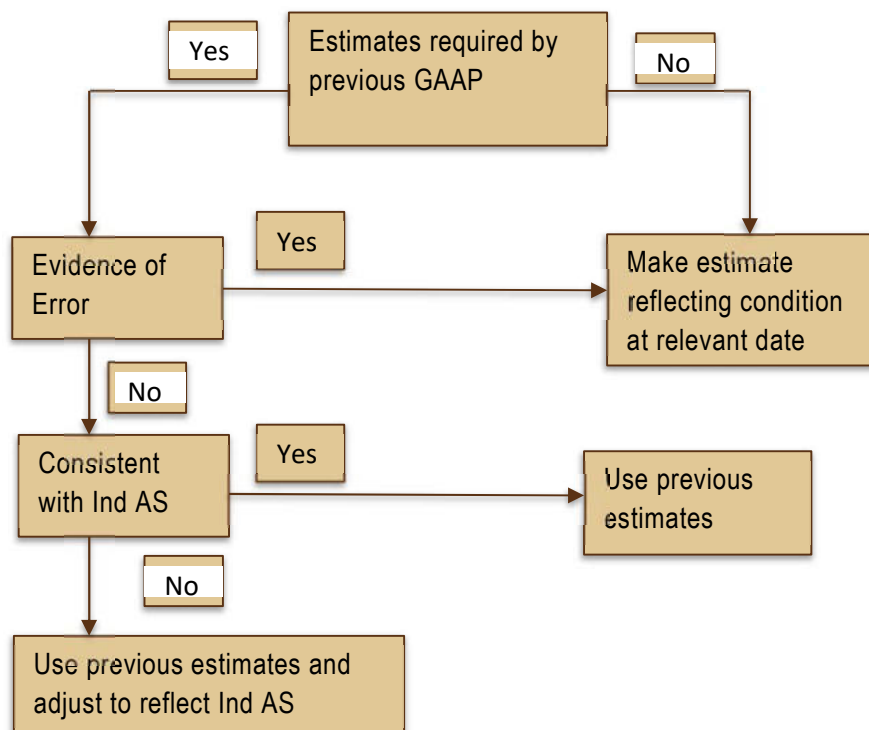 Yes
Estimates required by
previous GAAP
No
Evidence of
Error
Yes
Make estimate
reflecting condition
at relevant date
No
Consistent
with Ind AS
Yes
Use previous
estimates
No
Use previous estimates and
adjust to reflect Ind AS